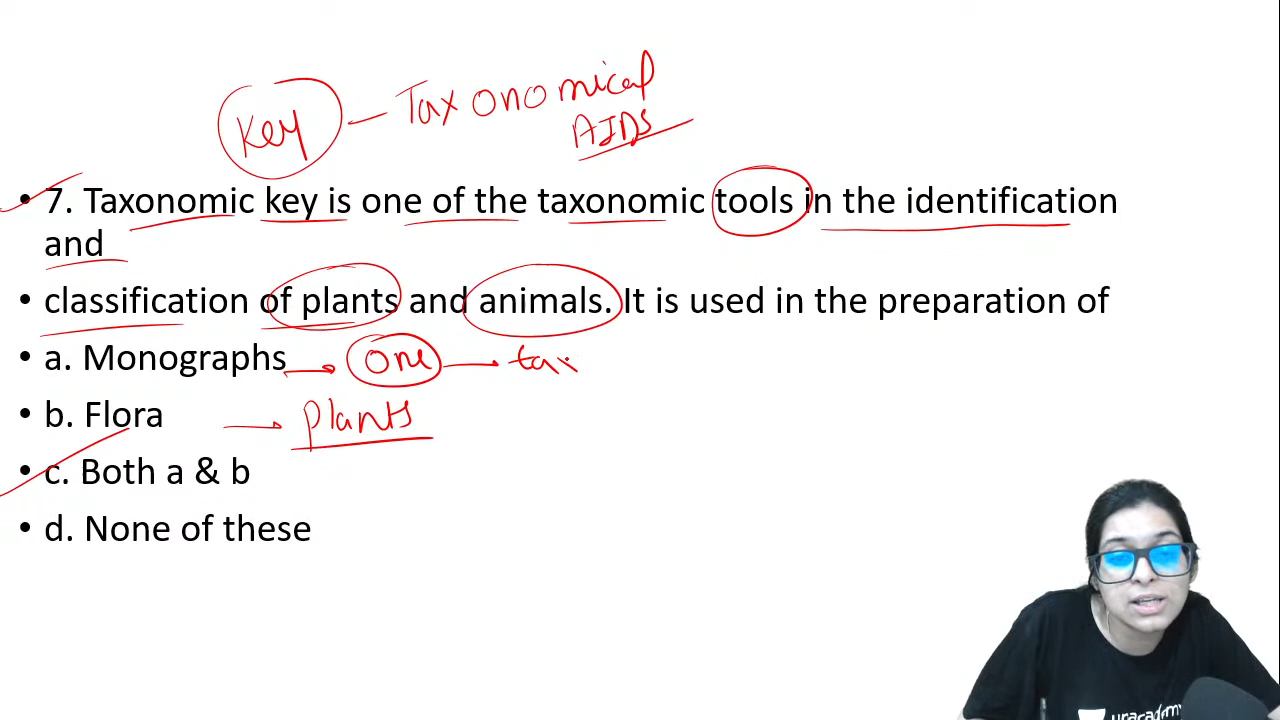 Key — Taxonomical
AIDS
• 7. Taxonomic key is one of the taxonomic tools in the identification
and
• classification of plants and animals. It is used in the preparation of
• a. Monographs → one → tax
• b. Flora → plants
• c. Both a & b
• d. None of these